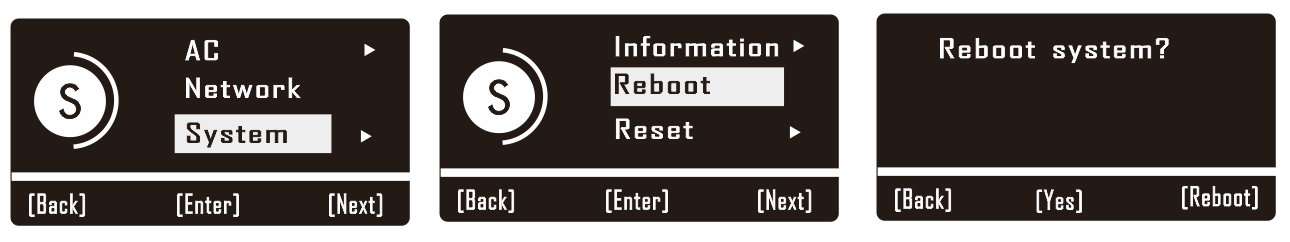 S
AC
Network
System
[Back] [Enter] [Next]
S
Information
Reboot
Reset
[Back] [Enter] [Next]
Reboot system?
[Back] [Yes] [Reboot]